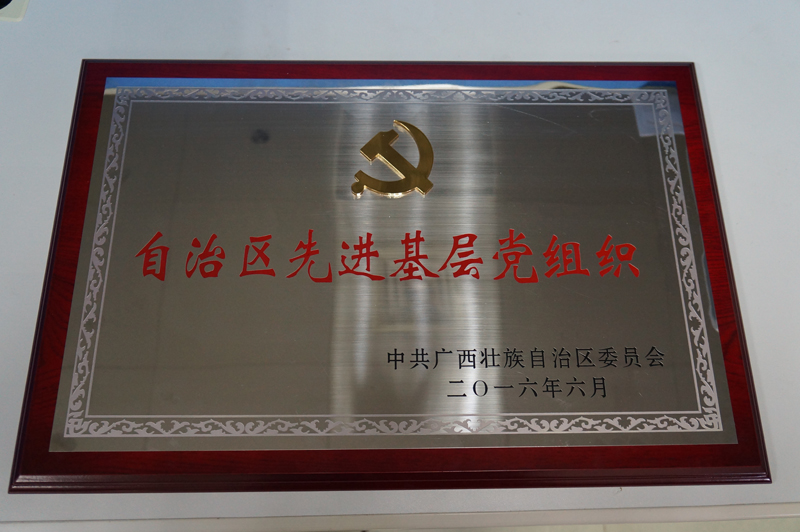 自治区先进基层党组织
中共广西壮族自治区委员会
二〇一六年六月